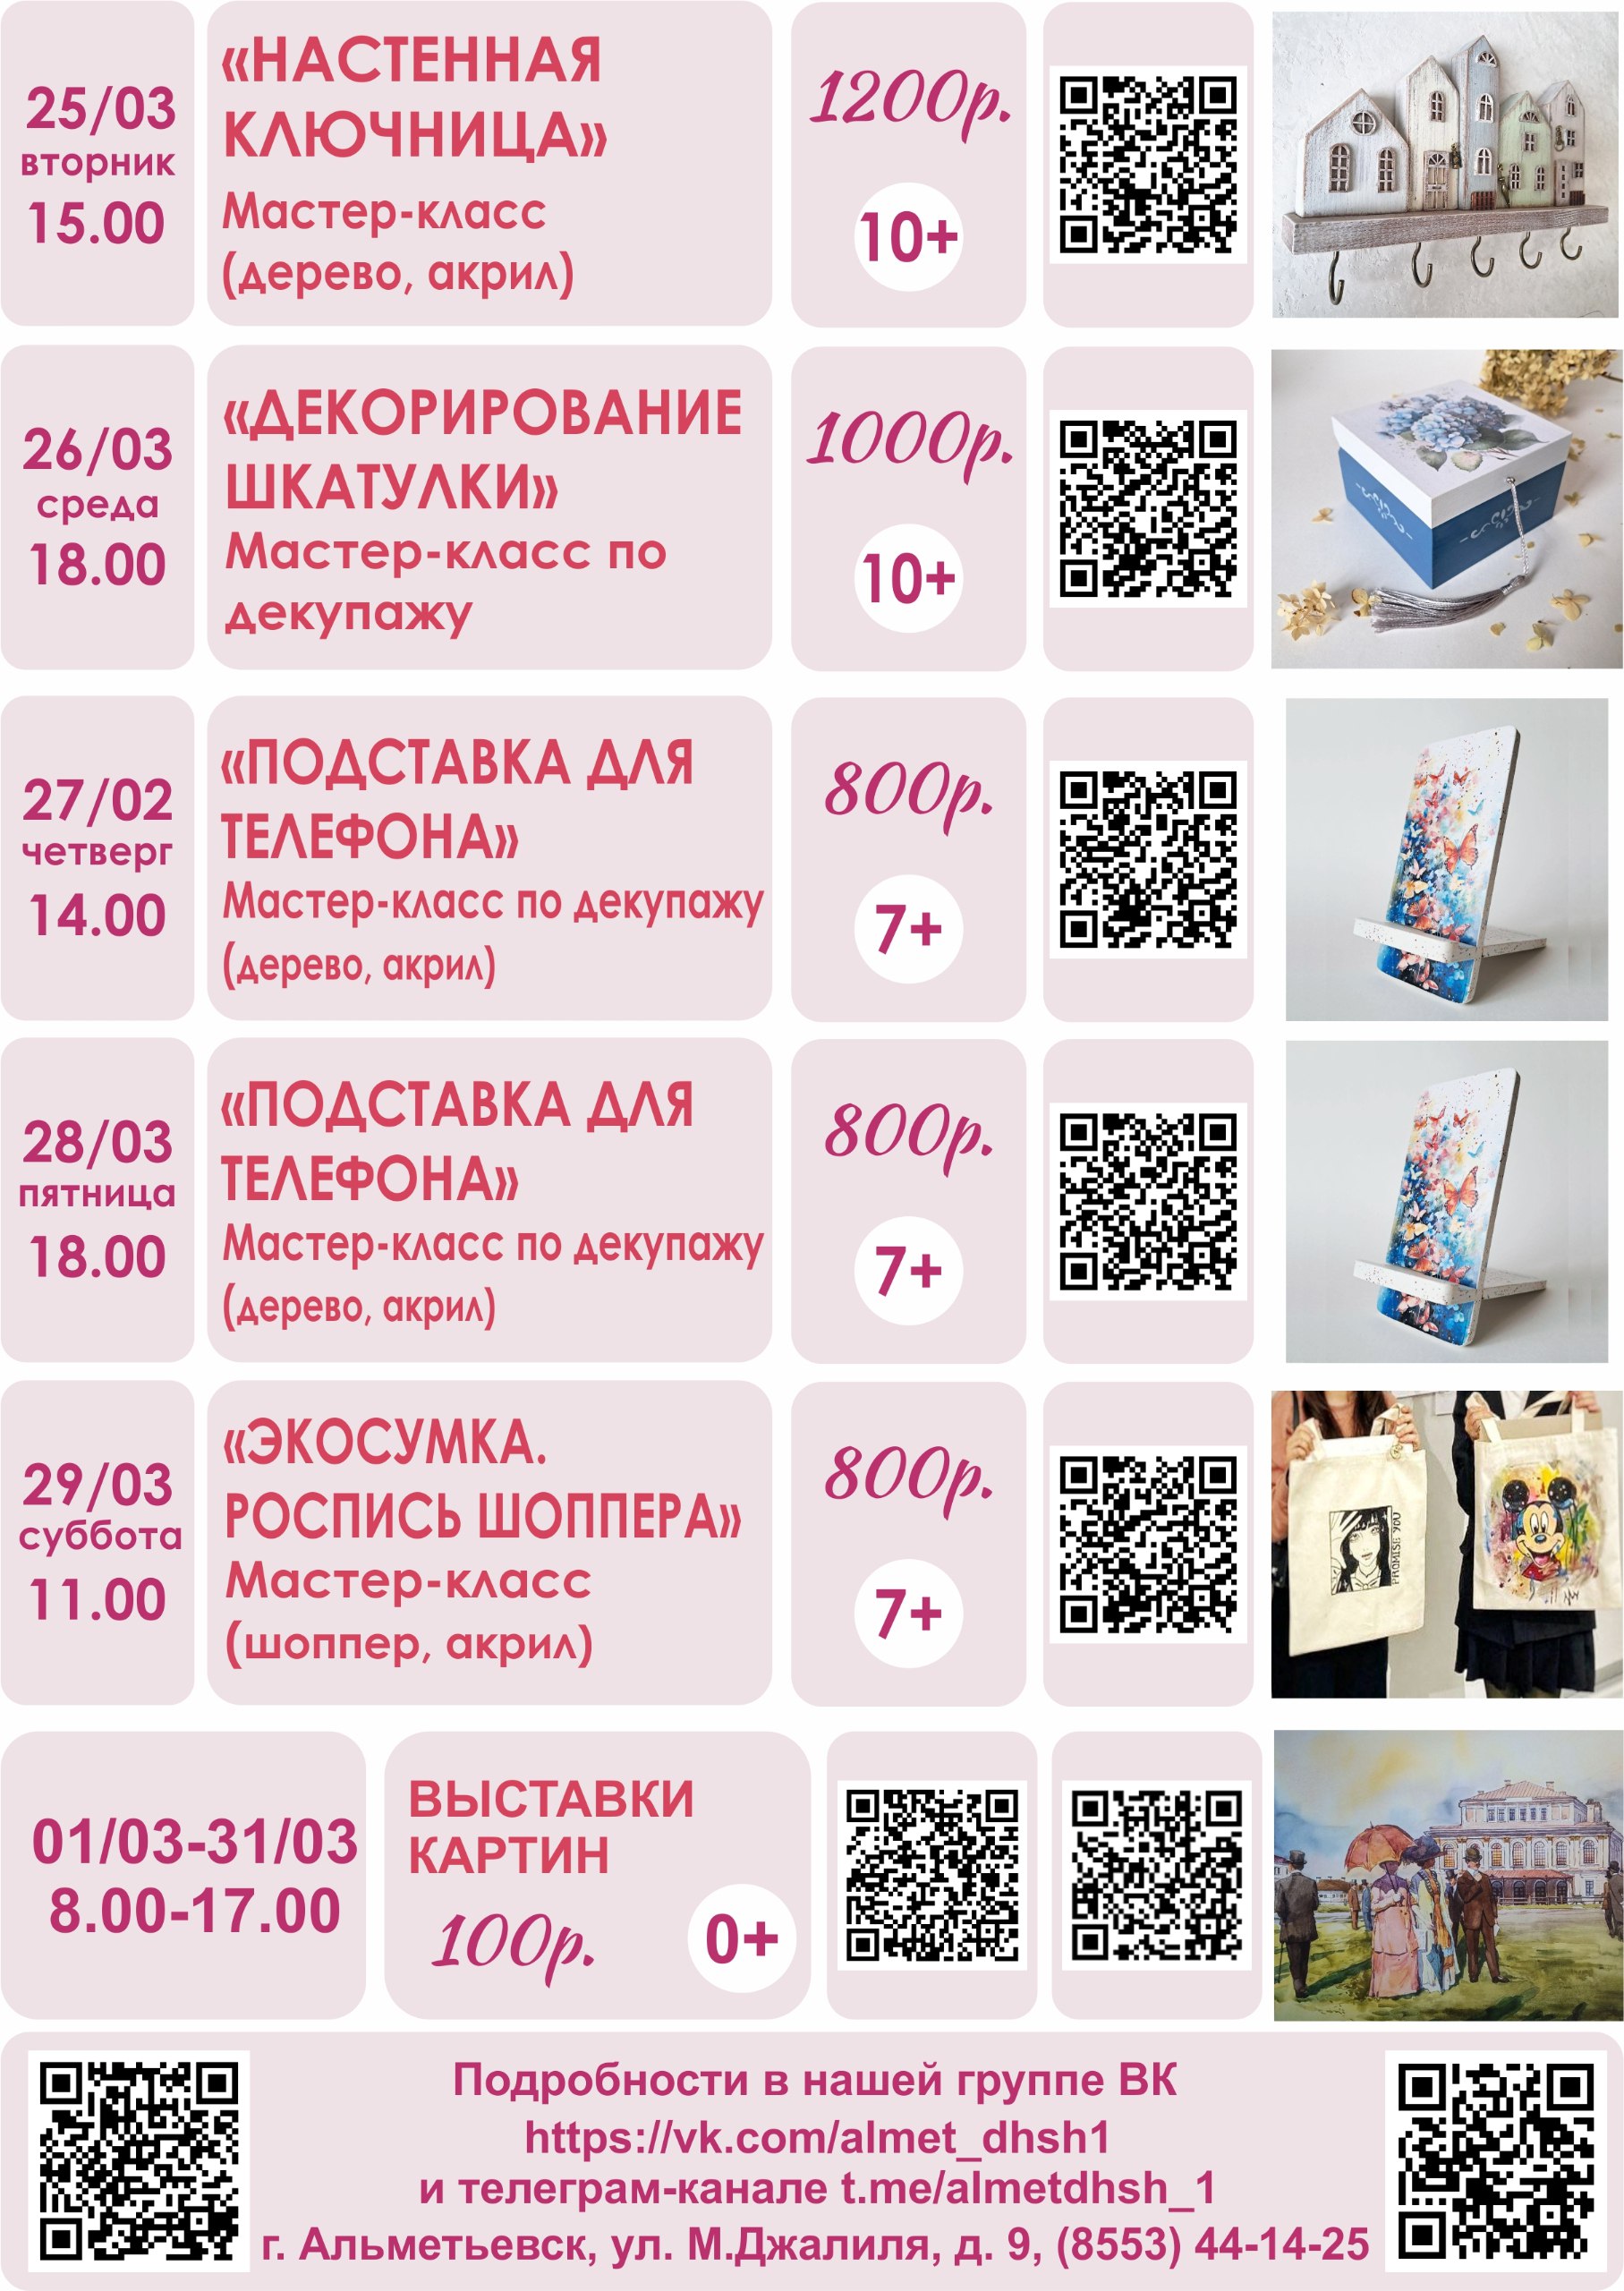 25/03
вторник
15.00
«НАСТЕННАЯ
КЛЮЧНИЦА»
Мастер-класс
(дерево, акрил)
1200р.
10+
26/03
среда
18.00
«ДЕКОРИРОВАНИЕ
ШКАТУЛКИ»
Мастер-класс по
декупажу
1000р.
10+
27/02
четверг
14.00
«ПОДСТАВКА ДЛЯ
ТЕЛЕФОНА»
Мастер-класс по декупажу
(дерево, акрил)
800р.
7+
28/03
пятница
18.00
«ПОДСТАВКА ДЛЯ
ТЕЛЕФОНА»
Мастер-класс по декупажу
(дерево, акрил)
800р.
7+
29/03
суббота
11.00
«ЭКОСУМКА.
РОСПИСЬ ШОППЕРА»
Мастер-класс
(шоппер, акрил)
800р.
7+
PROMISE YOU
01/03-31/03
8.00-17.00
ВЫСТАВКИ
КАРТИН
100р.
0+
Подробности в нашей группе ВК
https://vk.com/almet_dhsh1
и телеграм-канале t.me/almetdhsh_1
г. Альметьевск, ул. М.Джалиля, д. 9, (8553) 44-14-25